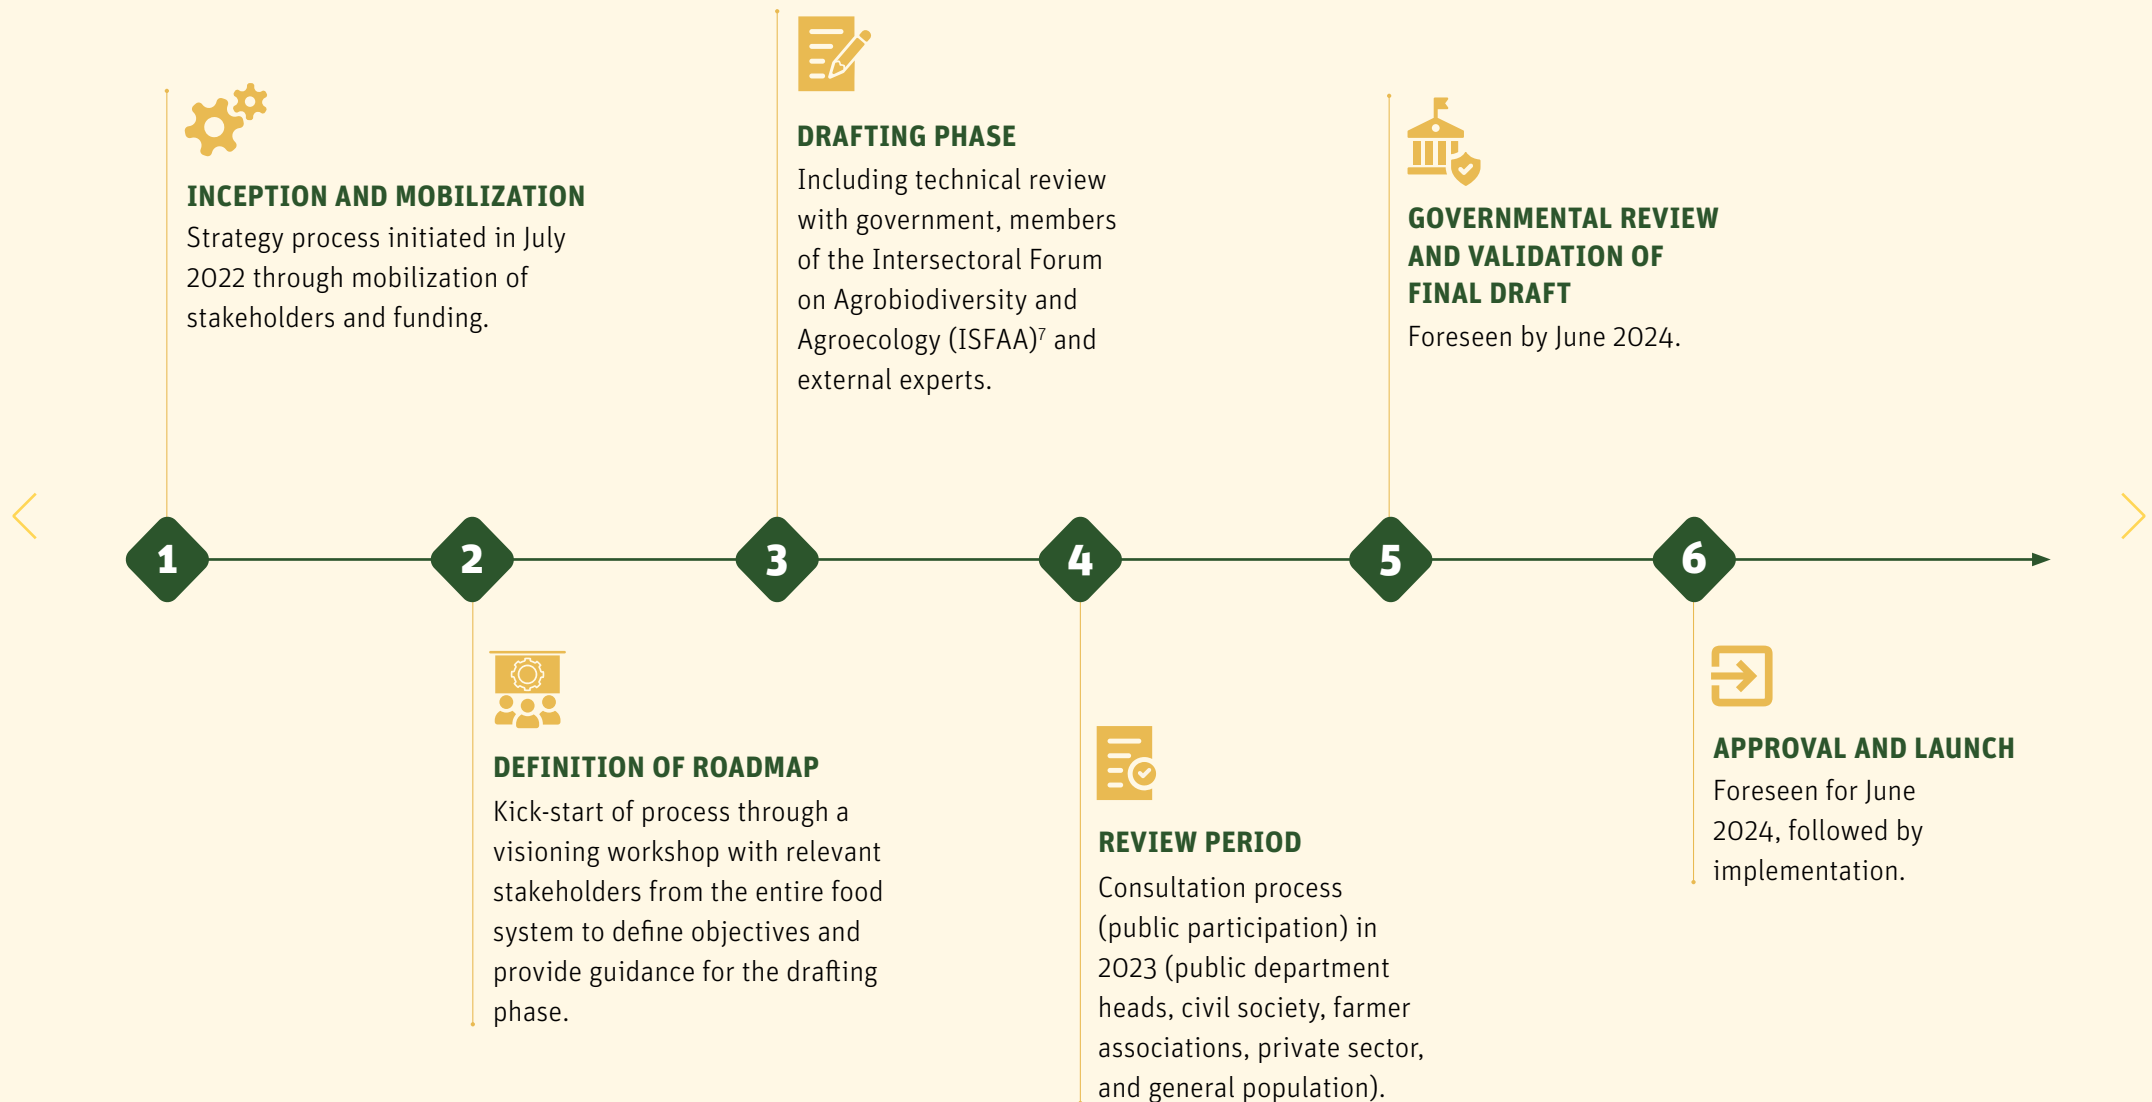 1
INCEPTION AND MOBILIZATION
Strategy process initiated in July
2022 through mobilization of
stakeholders and funding.
2
DEFINITION OF ROADMAP
Kick-start of process through a
visioning workshop with relevant
stakeholders from the entire food
system to define objectives and
provide guidance for the drafting
phase.
3
DRAFTING PHASE
Including technical review
with government, members
of the Intersectoral Forum
on Agrobiodiversity and
Agroecology (ISFAA)⁷ and
external experts.
4
REVIEW PERIOD
Consultation process
(public participation) in
2023 (public department
heads, civil society, farmer
associations, private sector,
and general population).
5
GOVERNMENTAL REVIEW
AND VALIDATION OF
FINAL DRAFT
Foreseen by June 2024.
6
APPROVAL AND LAUNCH
Foreseen for June
2024, followed by
implementation.